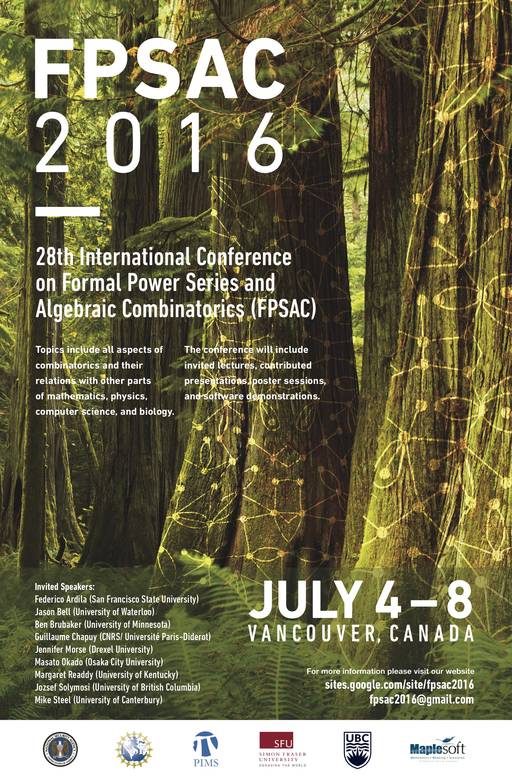 FPSAC
2016
28th International Conference
on Formal Power Series and
Algebraic Combinatorics (FPSAC)
Topics include all aspects of
combinatorics and their
relations with other parts
of mathematics, physics,
computer science, and biology.
The conference will include
invited lectures, contributed
presentations, poster sessions,
and software demonstrations.
Invited Speakers:
Federico Ardila (San Francisco State University)
Jason Bell (University of Waterloo)
Ben Brubaker (University of Minnesota)
Guillaume Chapuy (CNRS/ Université Paris-Diderot)
Jennifer Morse (Drexel University)
Masato Okado (Osaka City University)
Margaret Readdy (University of Kentucky)
Jozsef Solymosi (University of British Columbia)
Mike Steel (University of Canterbury)
JULY 4 – 8
VANCOUVER, CANADA
For more information please visit our website
sites.google.com/site/fpsac2016
fpsac2016@gmail.com
PIMS
SFU
SIMON FRASER
UNIVERSITY
ENGAGING THE WORLD
UBC
Maplesoft